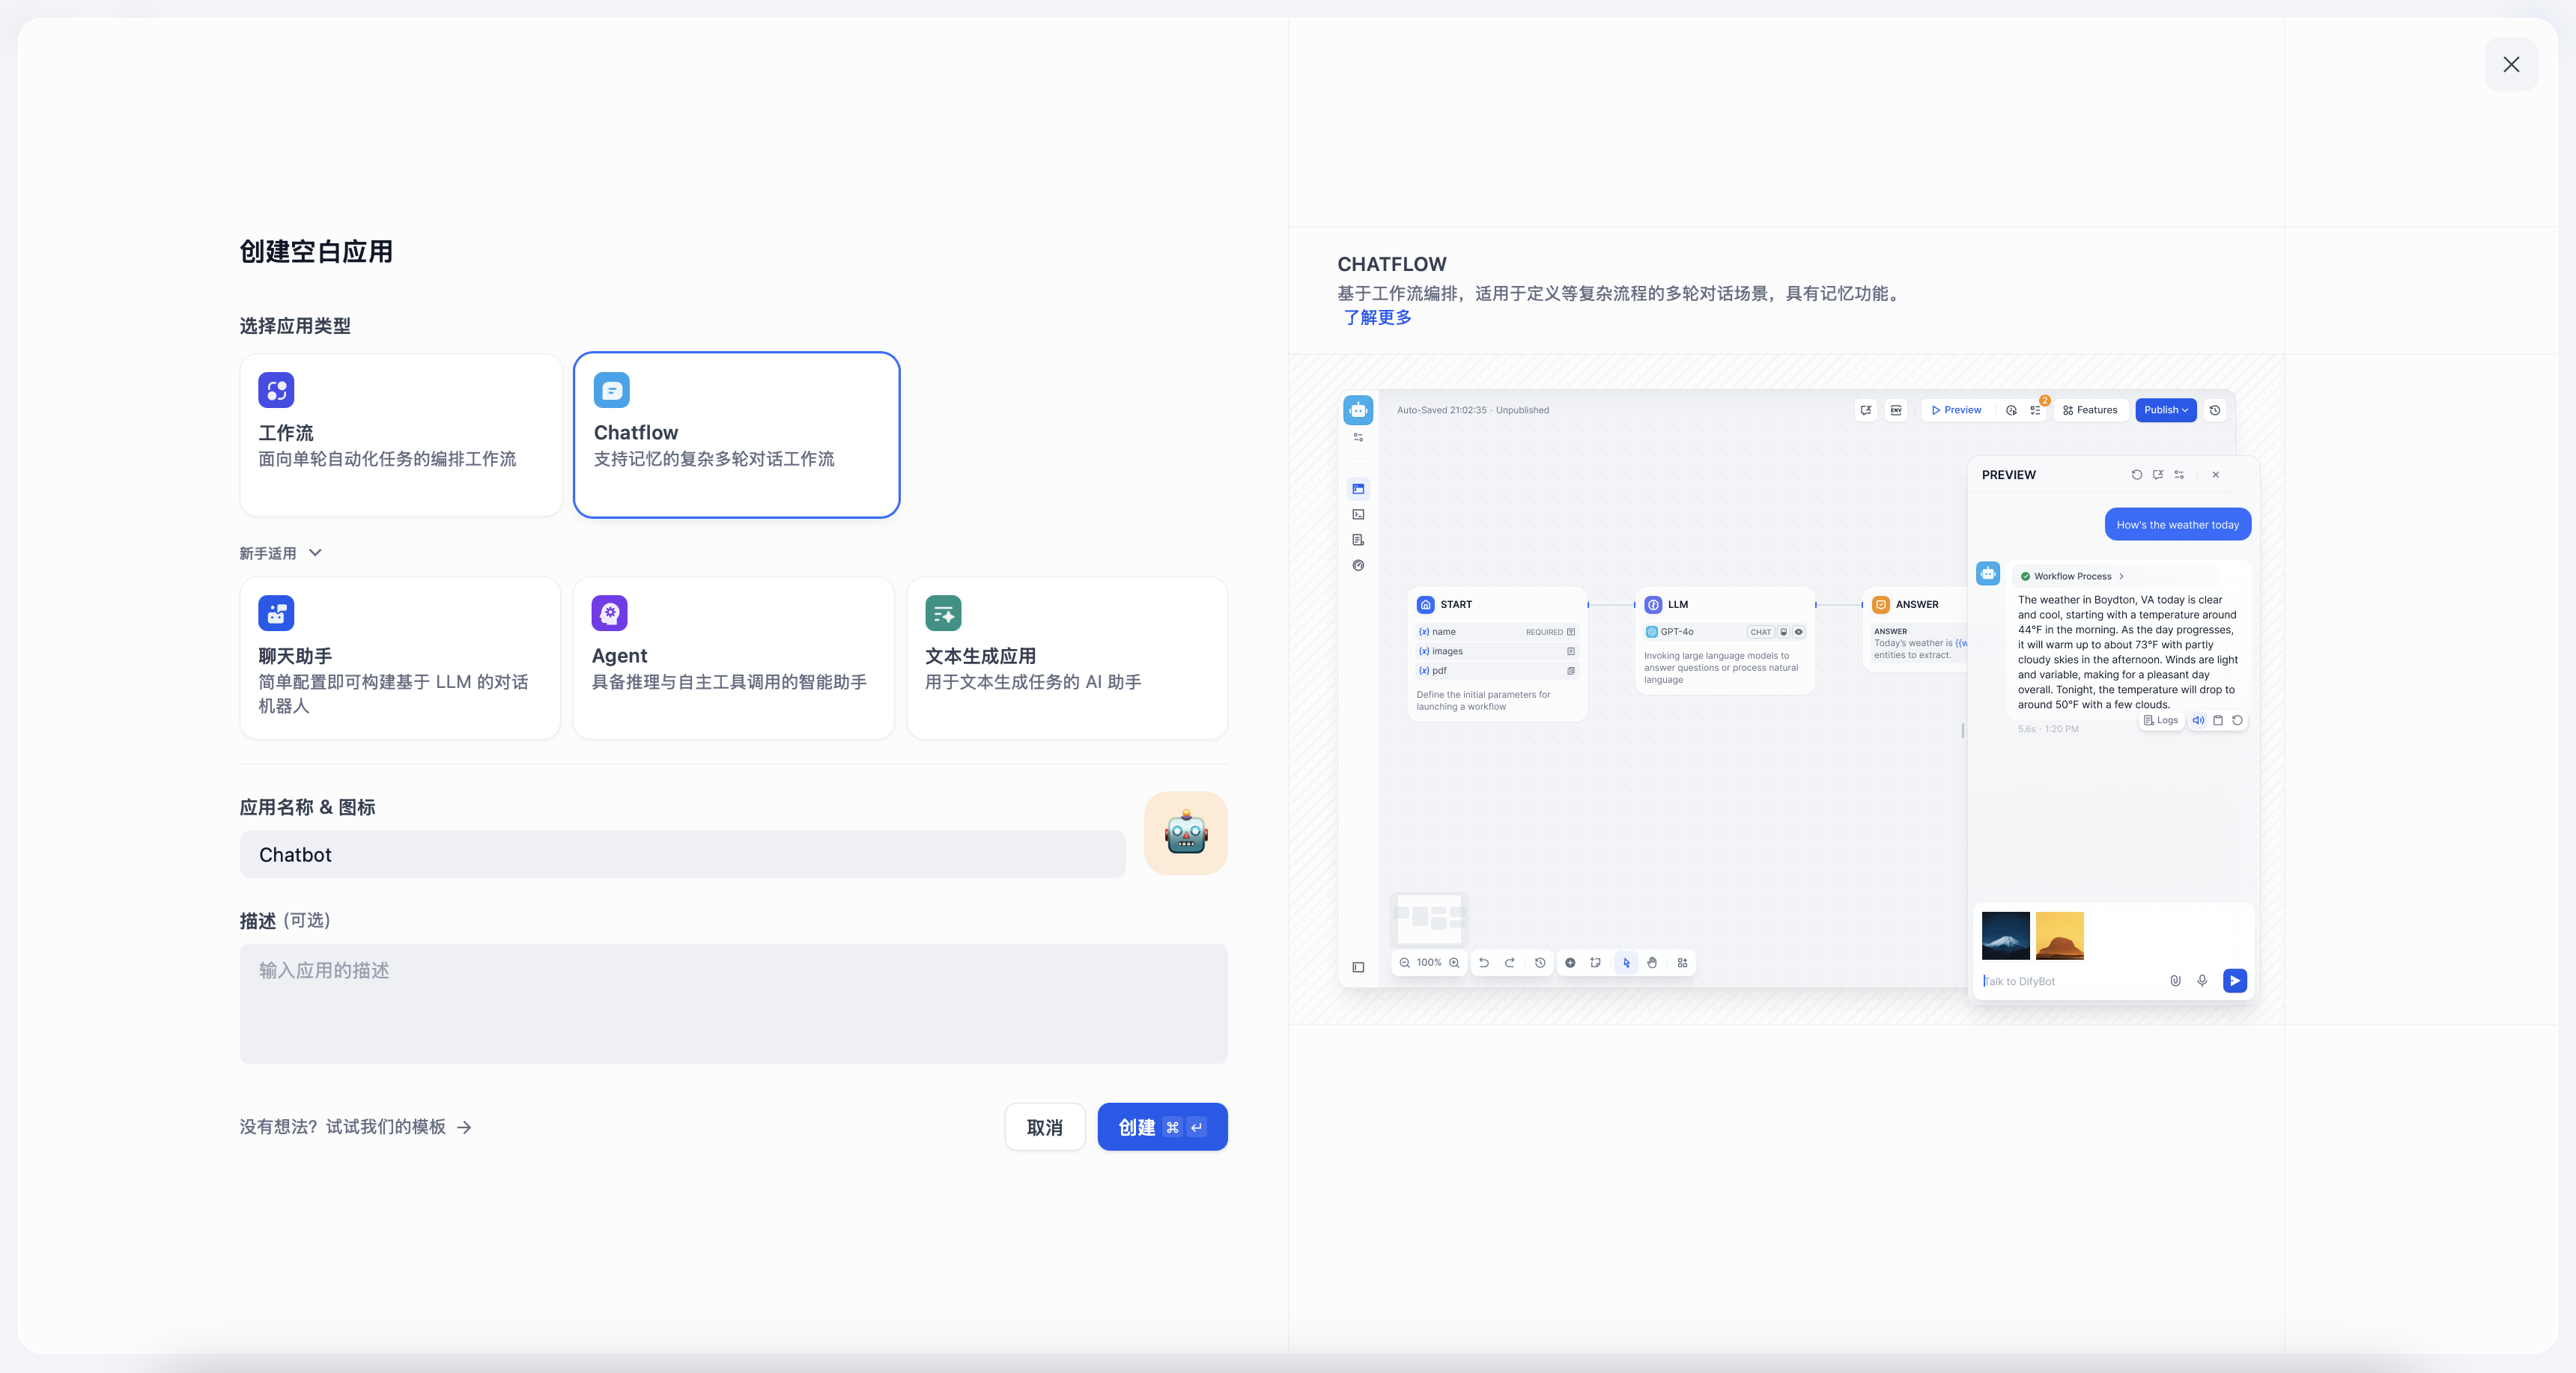 创建空白应用
选择应用类型
工作流
面向单轮自动化任务的编排工作流
Chatflow
支持记忆的复杂多轮对话工作流
新手适用
聊天助手
简单配置即可构建基于 LLM 的对话
机器人
Agent
具备推理与自主工具调用的智能助手
文本生成应用
用于文本生成任务的 AI 助手
应用名称 & 图标
Chatbot
描述 (可选)
输入应用的描述
没有想法？试试我们的模板 →
取消
创建 ⌘ ↵
CHATFLOW
基于工作流编排，适用于定义等复杂流程的多轮对话场景，具有记忆功能。
了解更多
Auto-Saved 21:02:35 · Unpublished
ENV
Preview
2
Features
Publish
START
{x} name REQUIRED
{x} images
{x} pdf
Define the initial parameters for
launching a workflow
LLM
GPT-4o CHAT
Invoking large language models to
answer questions or process natural
language
ANSWER
ANSWER
Today's weather is {{w
entities to extract.
100%
PREVIEW
How's the weather today
Workflow Process
The weather in Boydton, VA today is clear
and cool, starting with a temperature around
44°F in the morning. As the day progresses,
it will warm up to about 73°F with partly
cloudy skies in the afternoon. Winds are light
and variable, making for a pleasant day
overall. Tonight, the temperature will drop to
around 50°F with a few clouds.
Logs
5.6s · 1:20 PM
Talk to DifyBot